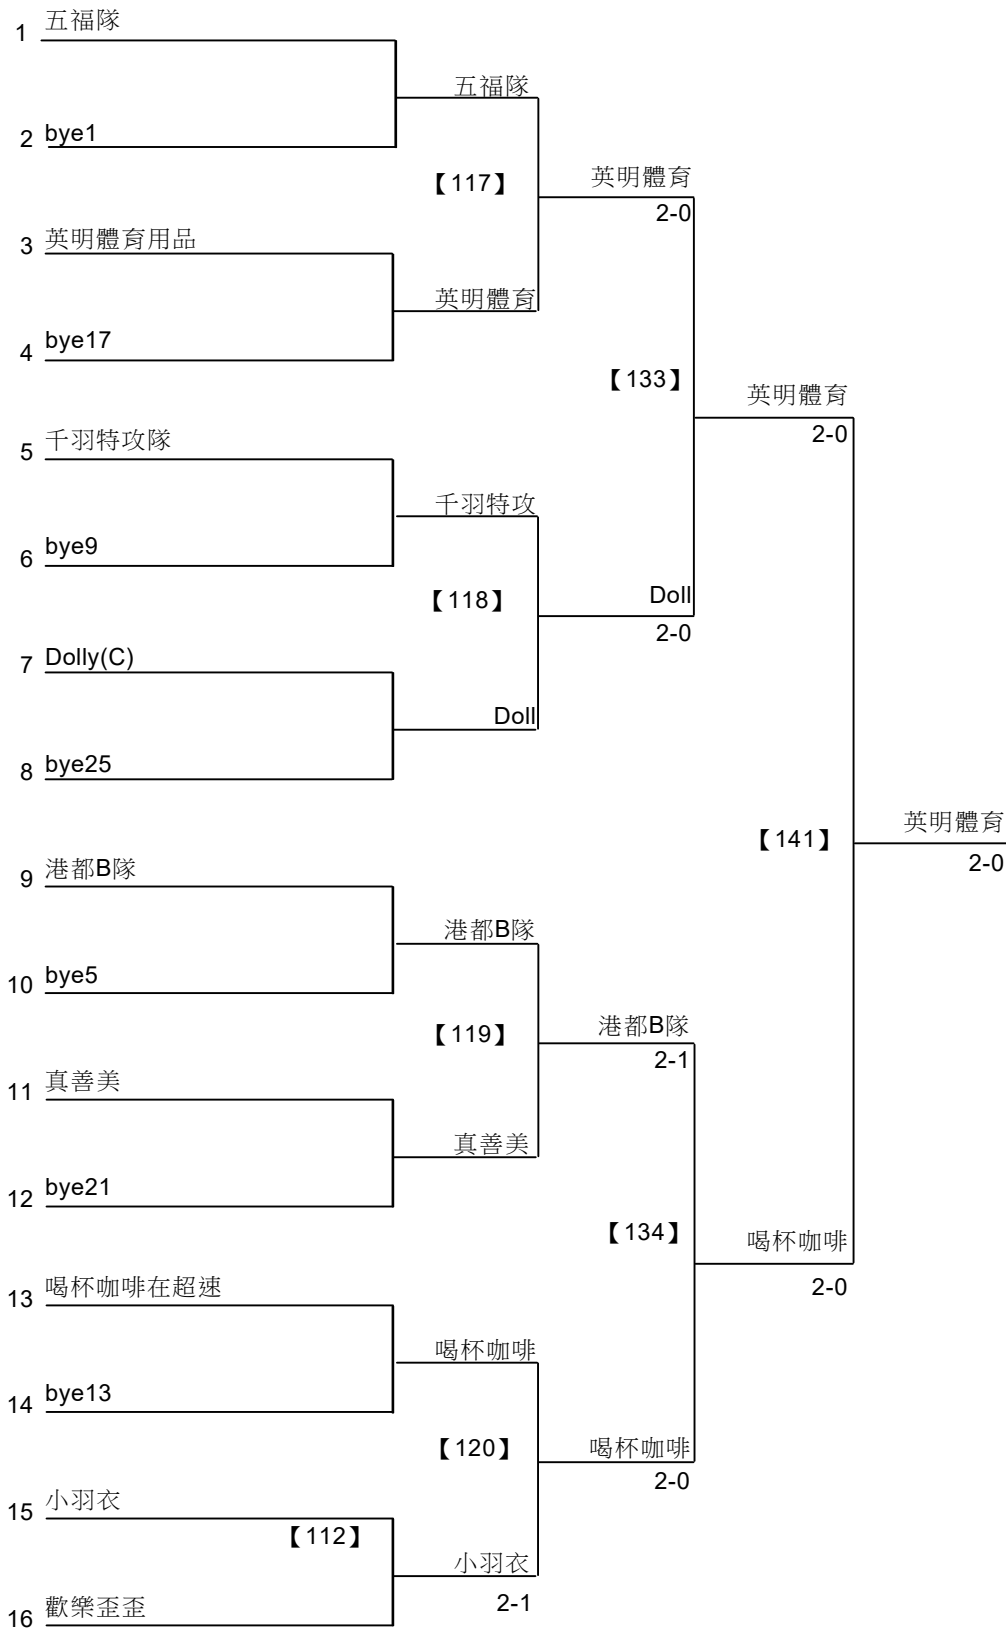 1 五福隊
五福隊
2 bye1
【117】
英明體育
2-0
3 英明體育用品
英明體育
4 bye17
【133】
英明體育
2-0
5 千羽特攻隊
千羽特攻
6 bye9
【118】
Doll
2-0
7 Dolly(C)
Doll
8 bye25
【141】
英明體育
2-0
9 港都B隊
港都B隊
10 bye5
【119】
港都B隊
2-1
11 真善美
真善美
12 bye21
【134】
喝杯咖啡
2-0
13 喝杯咖啡在超速
喝杯咖啡
14 bye13
【120】
喝杯咖啡
2-0
15 小羽衣
【112】
小羽衣
2-1
16 歡樂歪歪